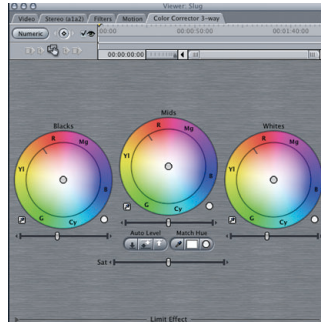 Viewer: Slug
Video Stereo (a1a2) Filters Motion Color Corrector 3-way
Numeric 00:00 00:00:50:00 00:01:40:00
00:00:00:00
Mids
Blacks Whites
R Mg B Cy G Yl
R Mg B Cy G Yl
R Mg B Cy G Yl
Auto Level Match Hue
Sat
Limit Effect